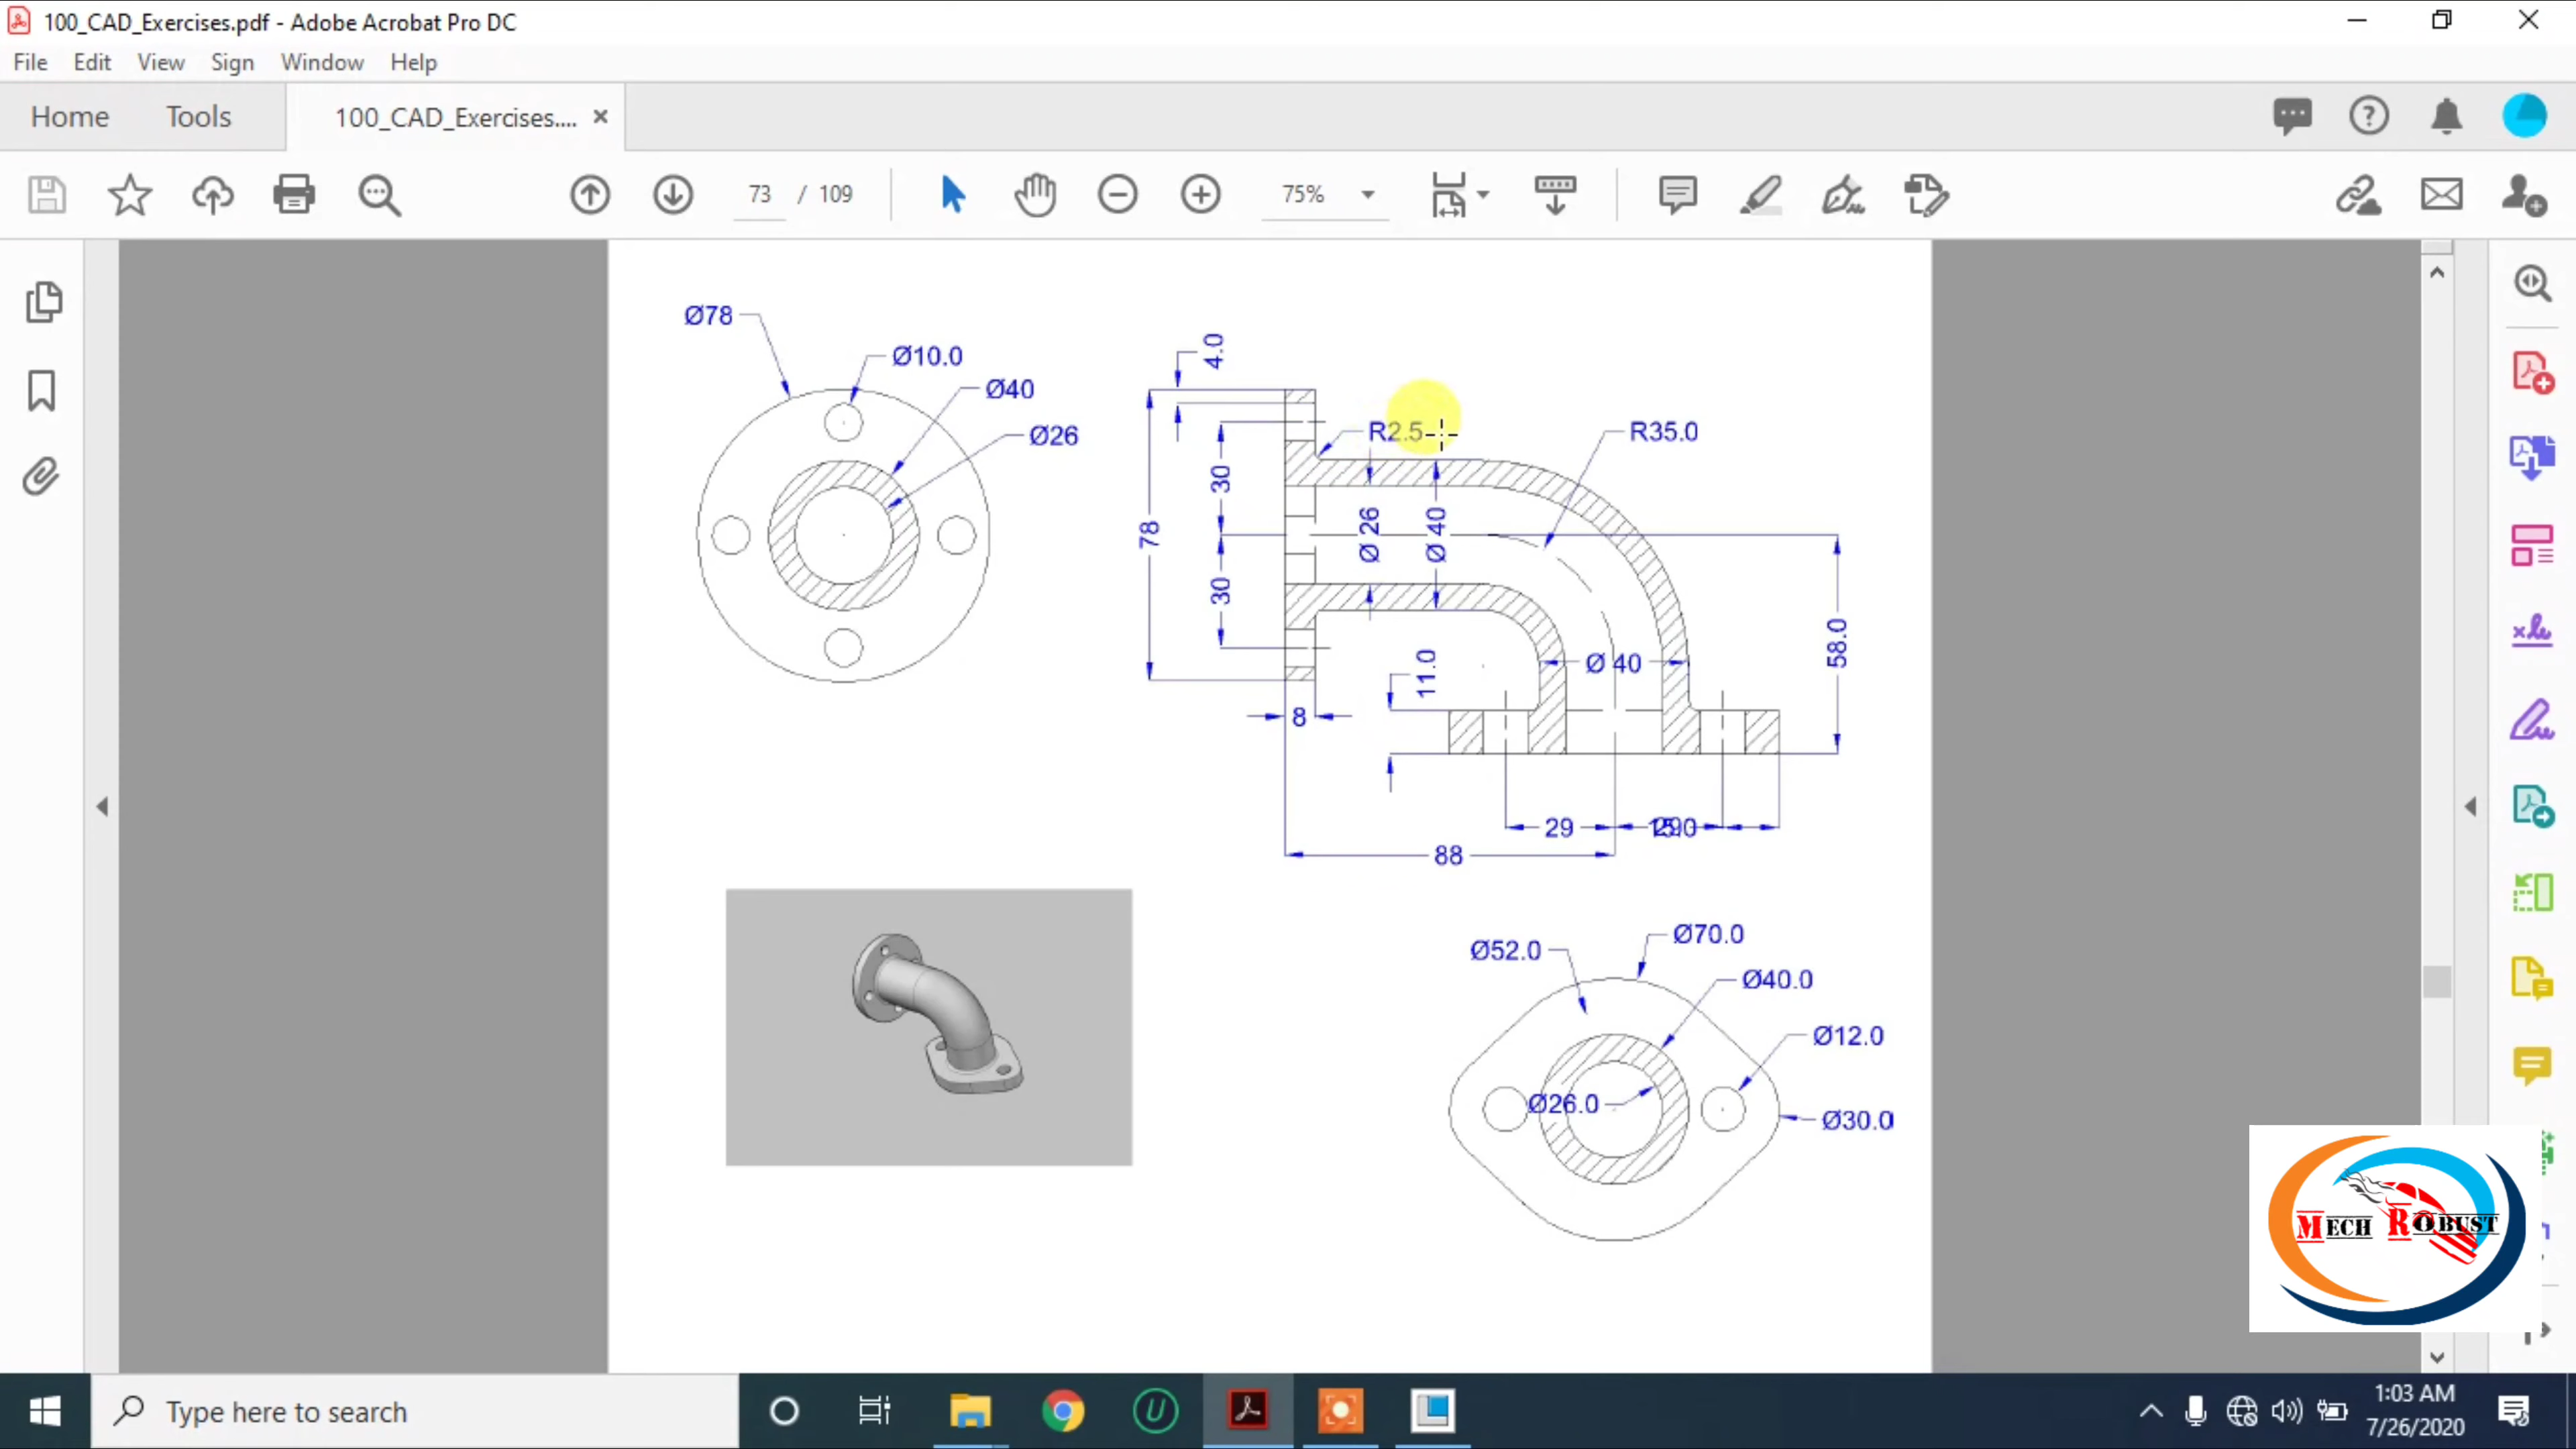 100_CAD_Exercises.pdf - Adobe Acrobat Pro DC
File Edit View Sign Window Help
Home Tools 100_CAD_Exercises.... ×
73 / 109 75%
Ø78
Ø10.0
Ø40
Ø26
4.0
R2.5
R35.0
30
78
30
Ø 26
Ø 40
58.0
Ø 40
11.0
8
29
88
Ø52.0
Ø70.0
Ø40.0
Ø12.0
Ø26.0
Ø30.0
MECH ROBUST
Type here to search
1:03 AM
7/26/2020